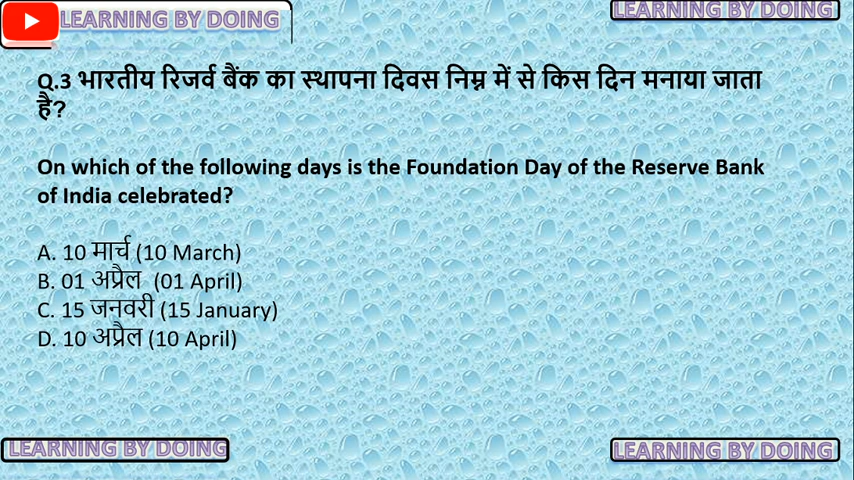 LEARNING BY DOING
LEARNING BY DOING
Q.3 भारतीय रिजर्व बैंक का स्थापना दिवस निम्न में से किस दिन मनाया जाता
है?
On which of the following days is the Foundation Day of the Reserve Bank
of India celebrated?
A. 10 मार्च (10 March)
B. 01 अप्रैल (01 April)
C. 15 जनवरी (15 January)
D. 10 अप्रैल (10 April)
LEARNING BY DOING
LEARNING BY DOING